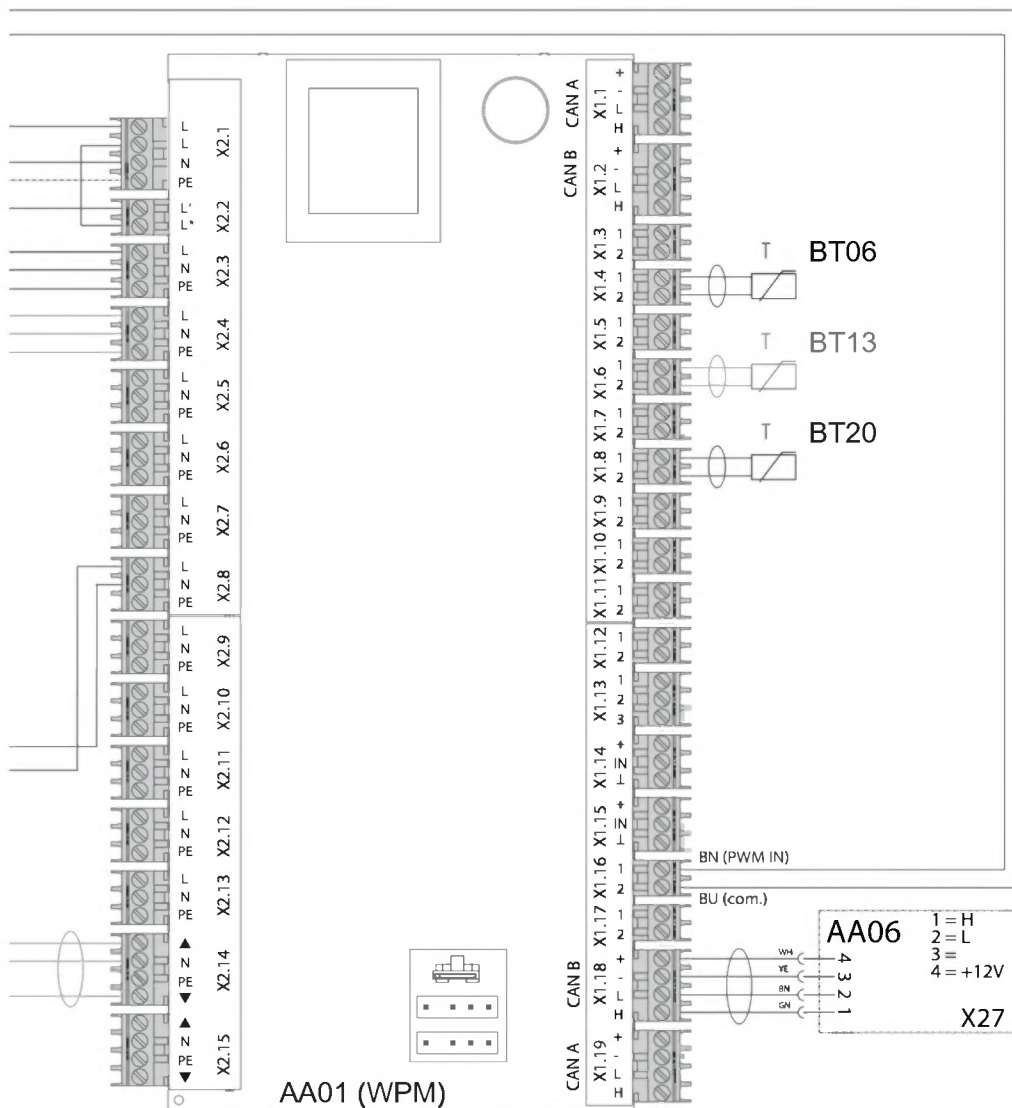 L
L
N
PE
X2.1
L'
L*
X2.2
L
N
PE
X2.3
L
N
PE
X2.4
L
N
PE
X2.5
L
N
PE
X2.6
L
N
PE
X2.7
L
N
PE
X2.8
L
N
PE
X2.9
L
N
PE
X2.10
L
N
PE
X2.11
L
N
PE
X2.12
L
N
PE
X2.13
▲
N
PE
▼
X2.14
▲
N
PE
▼
X2.15
AA01 (WPM)
CAN A
X1.1
+
-
L
H
CAN B
X1.2
+
-
L
H
X1.3
1
2
X1.4
1
2
X1.5
1
2
X1.6
1
2
X1.7
1
2
X1.8
1
2
X1.9
1
2
X1.10
1
2
X1.11
1
2
X1.12
1
2
X1.13
1
2
3
X1.14
+
IN
⊥
X1.15
+
IN
⊥
X1.16
1
2
X1.17
1
2
CAN B
X1.18
+
-
L
H
CAN A
X1.19
+
-
L
H
T
BT06
T
BT13
T
BT20
BN (PWM IN)
BU (com.)
WH
YE
BN
GN
AA06
4
3
2
1
1 = H
2 = L
3 =
4 = +12V
X27